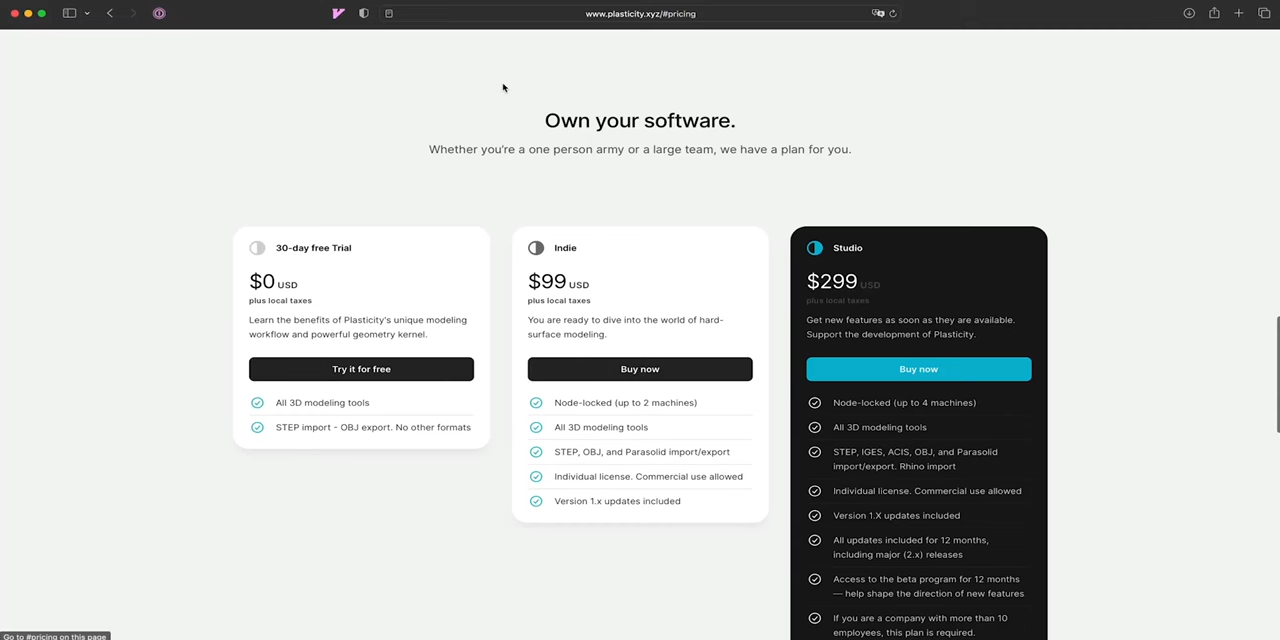 www.plasticity.xyz/#pricing
Own your software.
Whether you're a one person army or a large team, we have a plan for you.
30-day free Trial
$0 USD
plus local taxes
Learn the benefits of Plasticity's unique modeling
workflow and powerful geometry kernel.
Try it for free
All 3D modeling tools
STEP import - OBJ export. No other formats
Indie
$99 USD
plus local taxes
You are ready to dive into the world of hard-
surface modeling.
Buy now
Node-locked (up to 2 machines)
All 3D modeling tools
STEP, OBJ, and Parasolid import/export
Individual license. Commercial use allowed
Version 1.x updates included
Studio
$299 USD
plus local taxes
Get new features as soon as they are available.
Support the development of Plasticity.
Buy now
Node-locked (up to 4 machines)
All 3D modeling tools
STEP, IGES, ACIS, OBJ, and Parasolid
import/export. Rhino import
Individual license. Commercial use allowed
Version 1.X updates included
All updates included for 12 months,
including major (2.x) releases
Access to the beta program for 12 months
— help shape the direction of new features
If you are a company with more than 10
employees, this plan is required.
Go to #pricing on this page